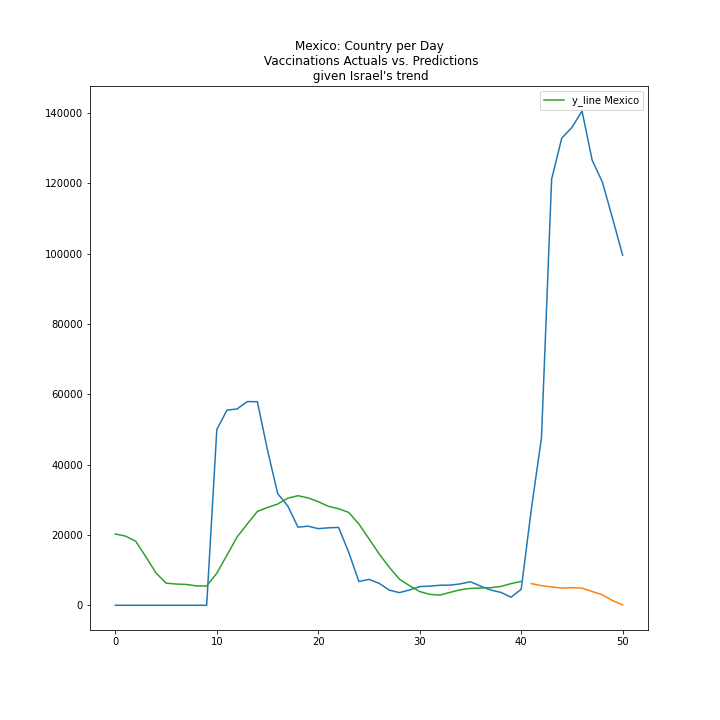 Mexico: Country per Day
Vaccinations Actuals vs. Predictions
given Israel's trend
y_line Mexico
140000
120000
100000
80000
60000
40000
20000
0
0 10 20 30 40 50